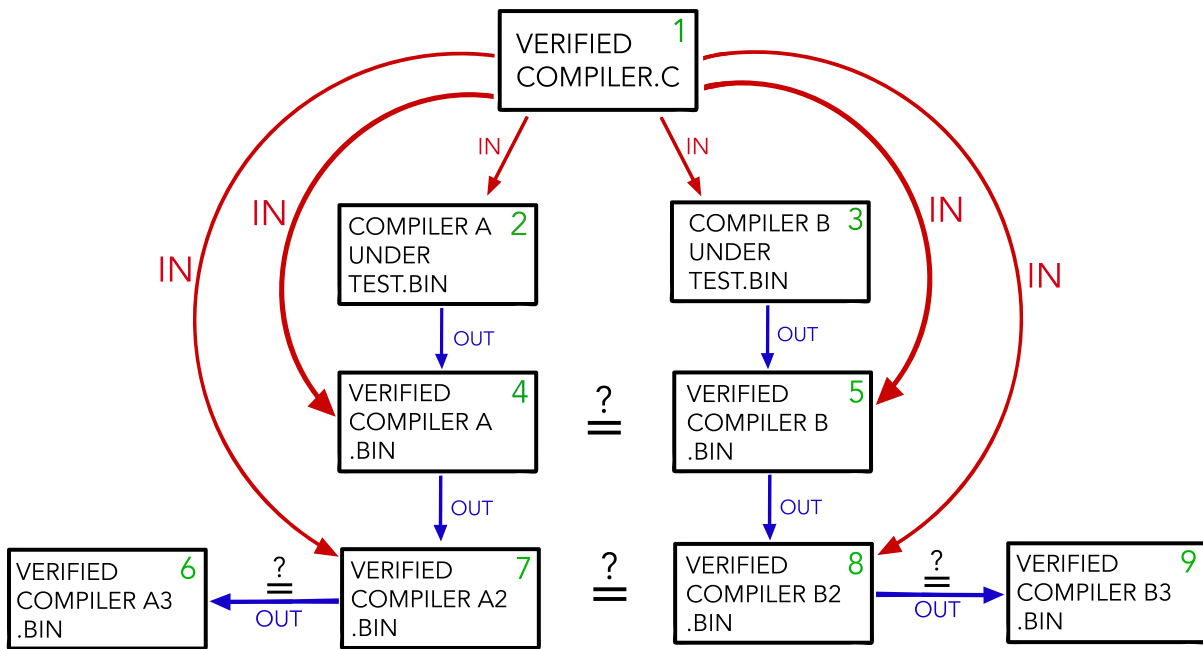 VERIFIED 1
COMPILER.C
IN
IN
COMPILER A 2
UNDER
TEST.BIN
COMPILER B 3
UNDER
TEST.BIN
IN
IN
IN
IN
OUT
OUT
VERIFIED 4
COMPILER A
.BIN
?
=
VERIFIED 5
COMPILER B
.BIN
OUT
OUT
VERIFIED 6
COMPILER A3
.BIN
?
=
OUT
VERIFIED 7
COMPILER A2
.BIN
?
=
VERIFIED 8
COMPILER B2
.BIN
?
=
OUT
VERIFIED 9
COMPILER B3
.BIN